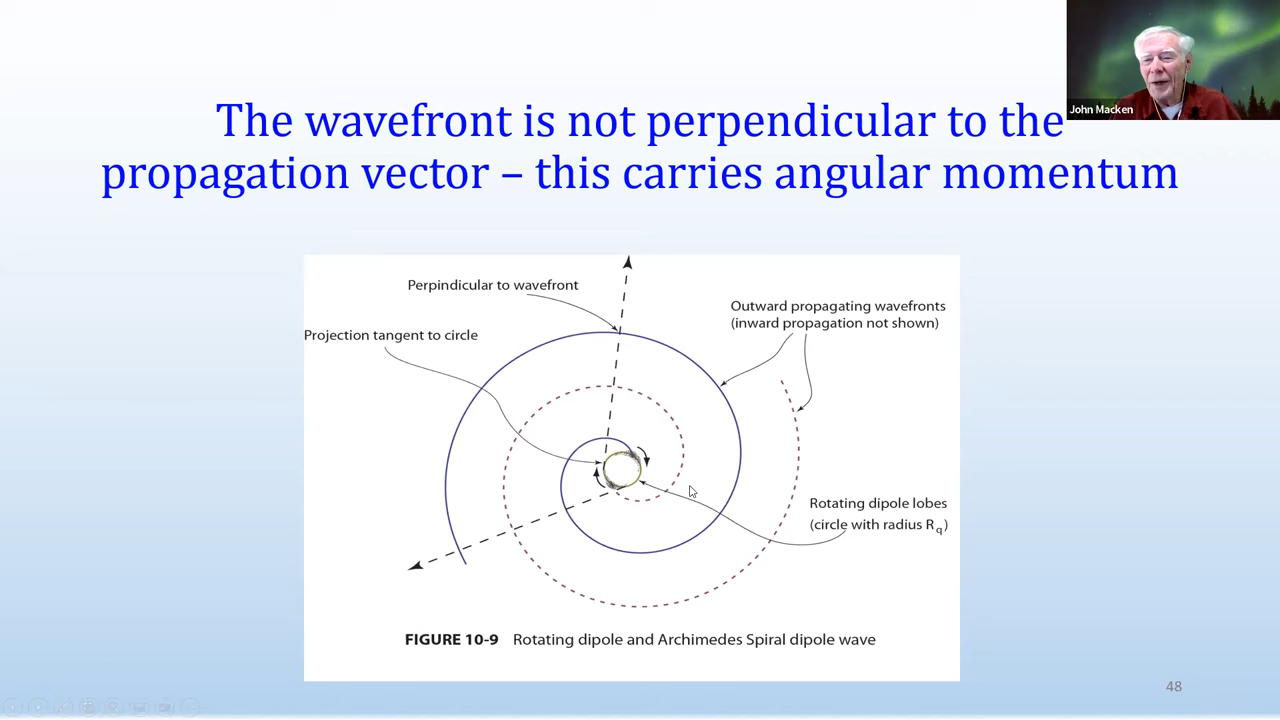 John Macken
The wavefront is not perpendicular to the
propagation vector – this carries angular momentum
Perpindicular to wavefront
Projection tangent to circle
Outward propagating wavefronts
(inward propagation not shown)
Rotating dipole lobes
(circle with radius Rq)
FIGURE 10-9 Rotating dipole and Archimedes Spiral dipole wave
48